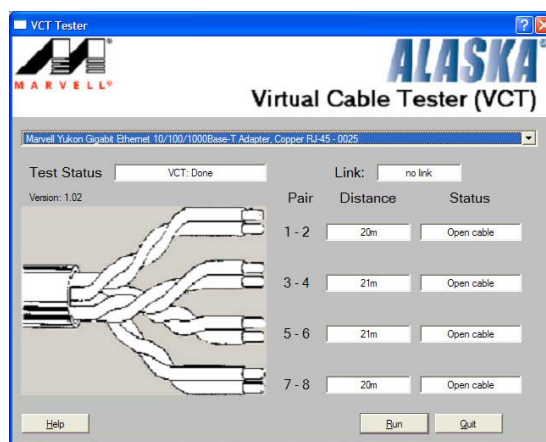 VCT Tester
MARVELL®
ALASKA®
Virtual Cable Tester (VCT)
Marvell Yukon Gigabit Ethernet 10/100/1000Base-T Adapter, Copper RJ-45 - 0025
Test Status VCT: Done Link: no link
Version: 1.02 Pair Distance Status
1 - 2 20m Open cable
3 - 4 21m Open cable
5 - 6 21m Open cable
7 - 8 20m Open cable
Help Run Quit